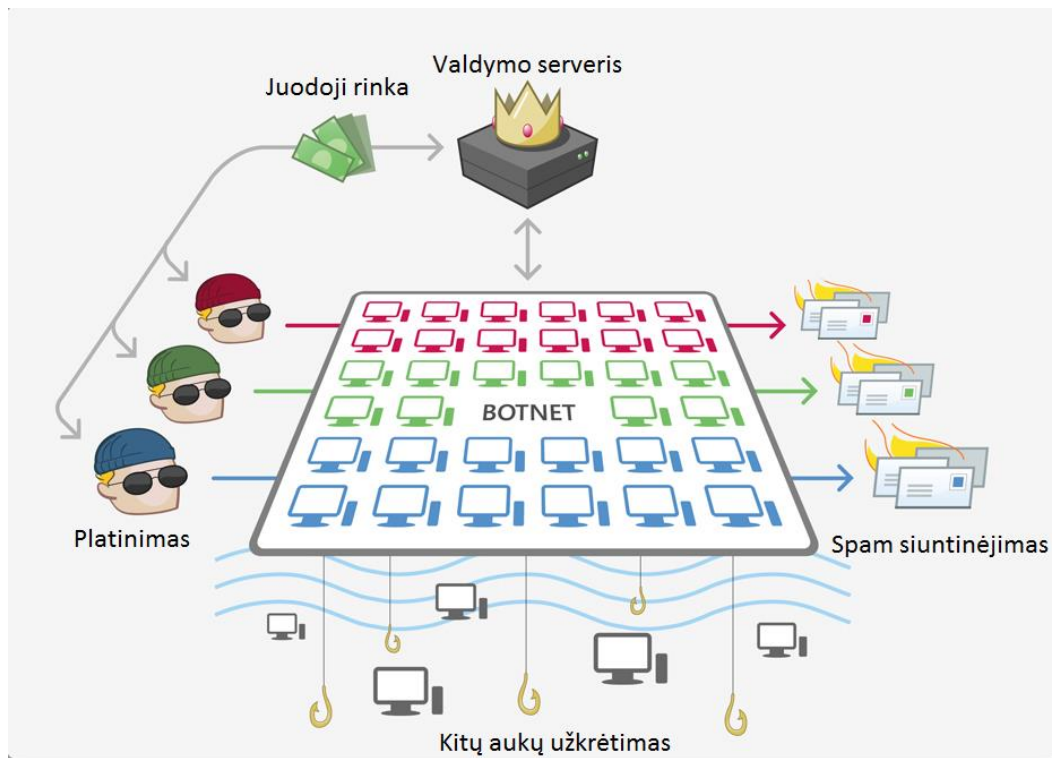 Valdymo serveris
Juodoji rinka
BOTNET
Platinimas
Spam siuntinėjimas
Kitų aukų užkrėtimas